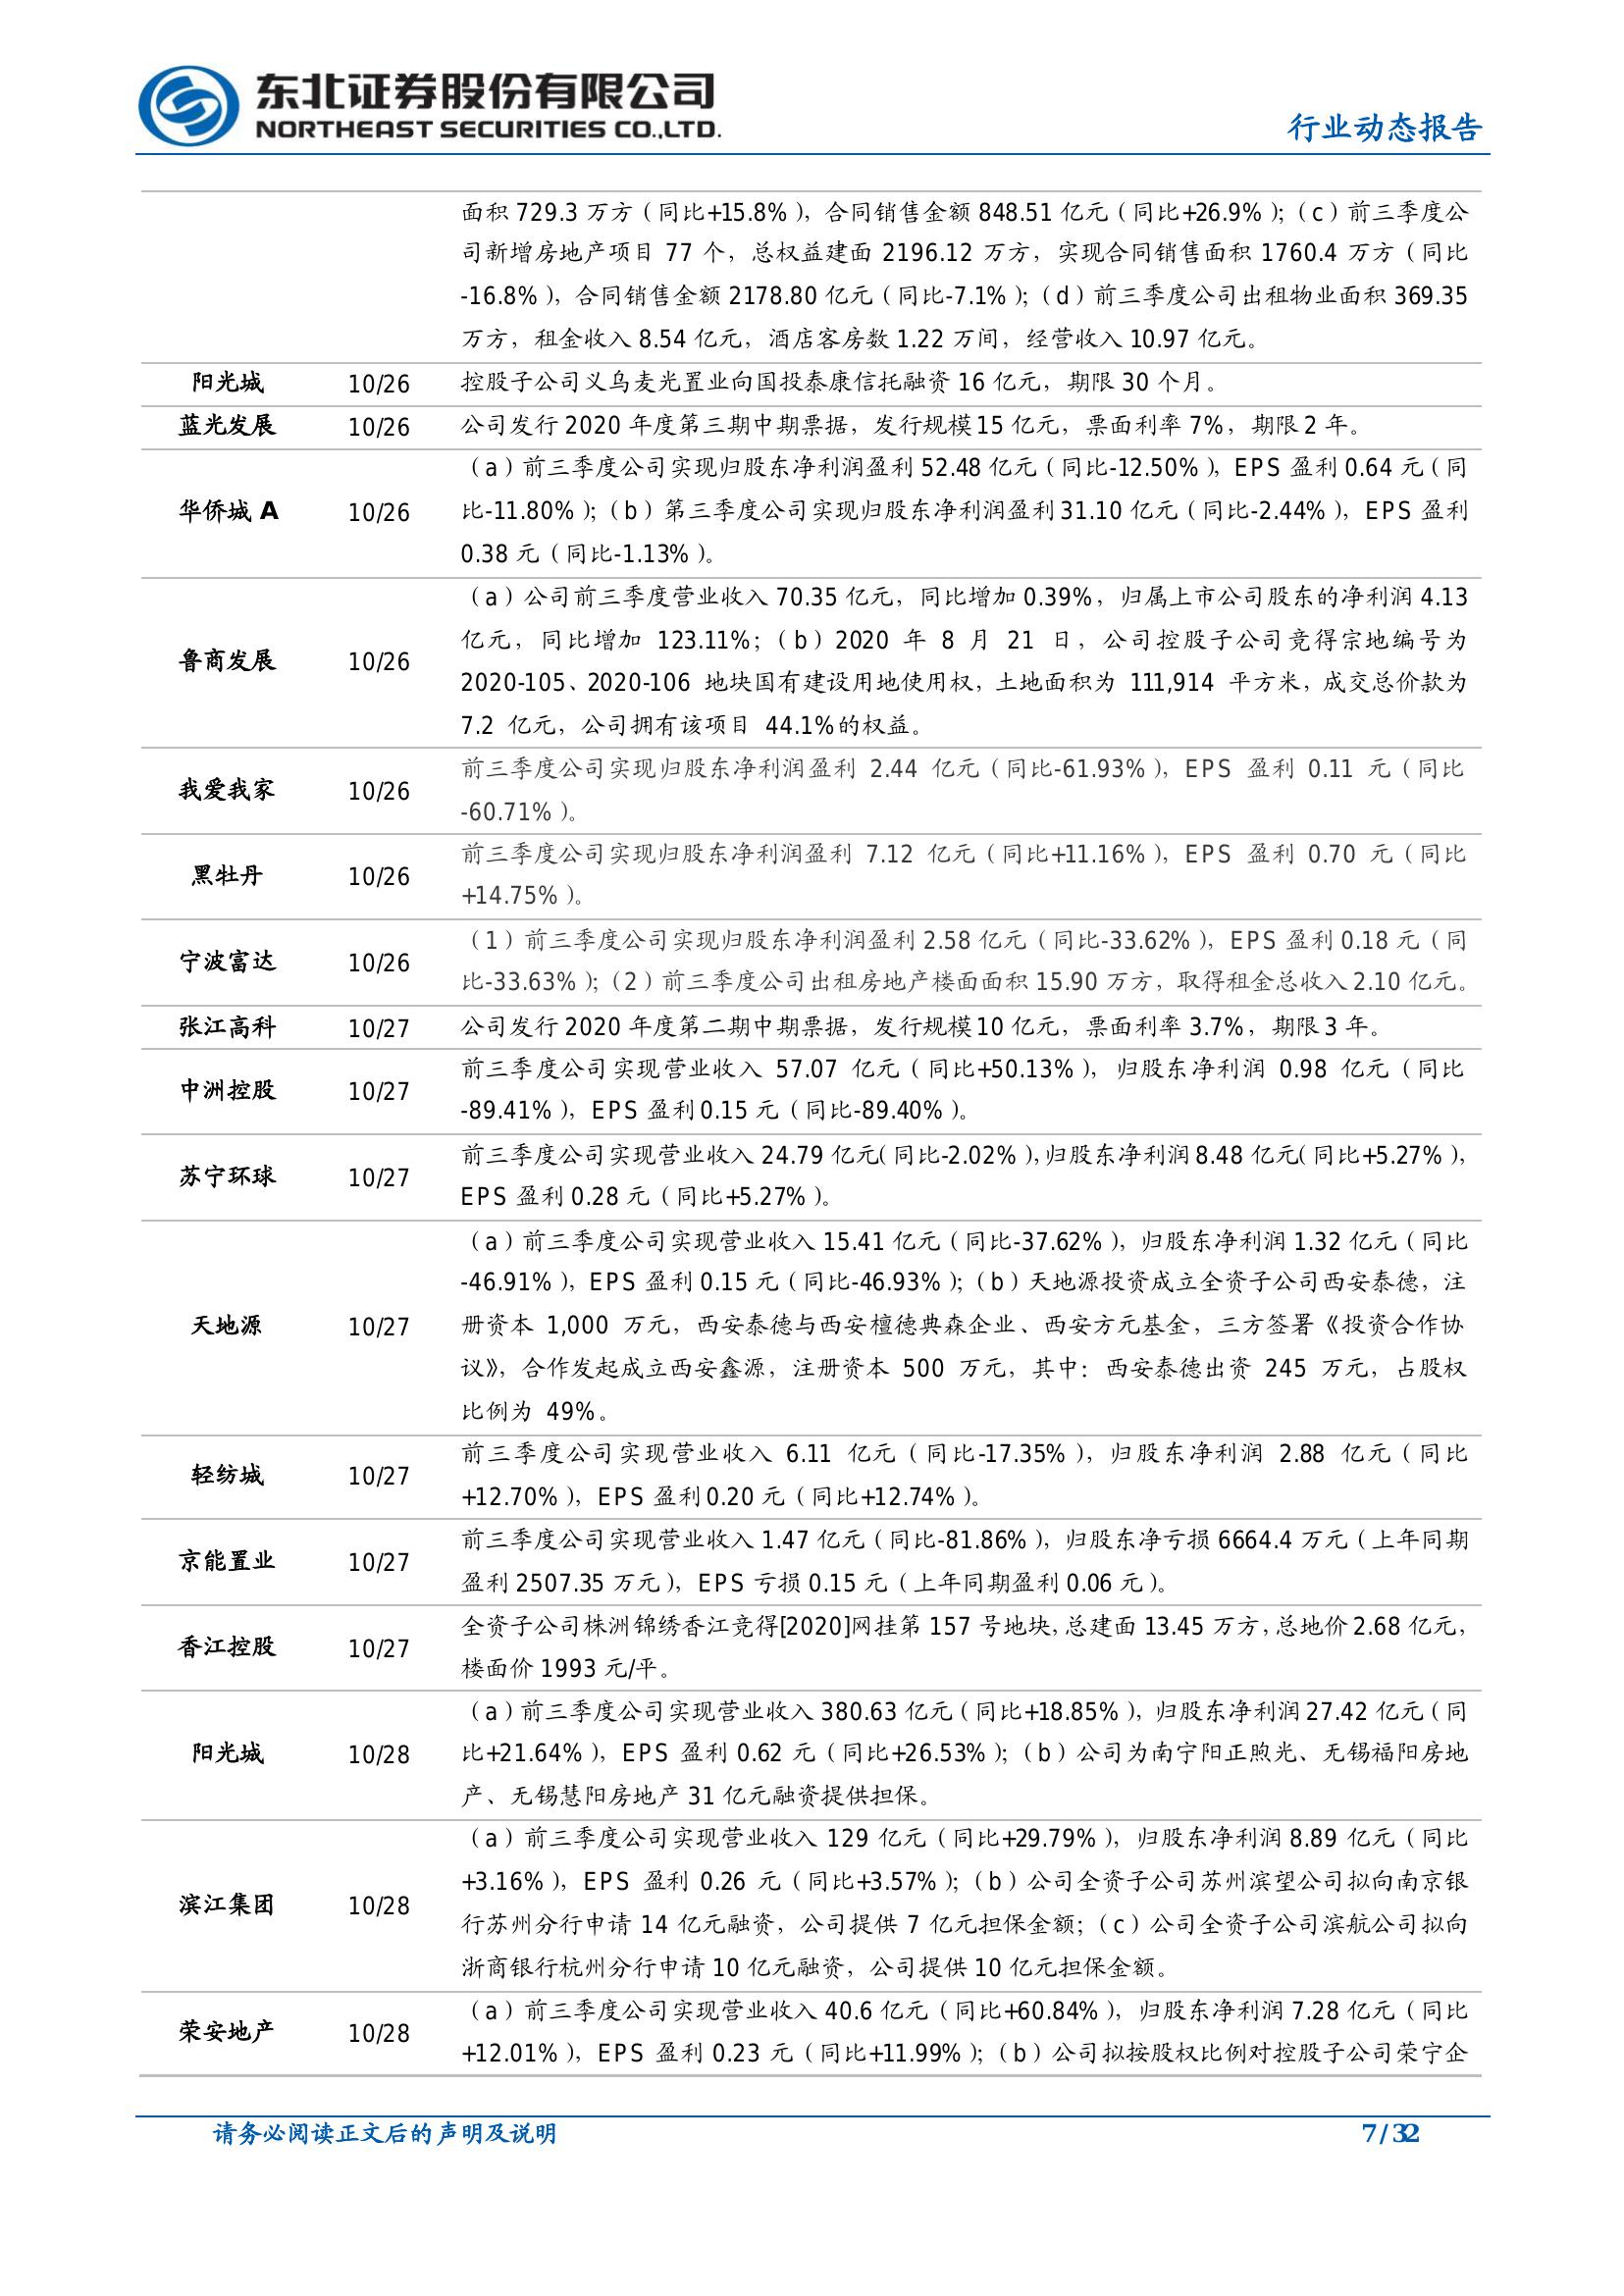 东北证券股份有限公司
NORTHEAST SECURITIES CO.,LTD.
行业动态报告
面积 729.3 万方（同比+15.8%），合同销售金额 848.51 亿元（同比+26.9%）；（c）前三季度公
司新增房地产项目 77 个，总权益建面 2196.12 万方，实现合同销售面积 1760.4 万方（同比
-16.8%），合同销售金额 2178.80 亿元（同比-7.1%）；（d）前三季度公司出租物业面积 369.35
万方，租金收入 8.54 亿元，酒店客房数 1.22 万间，经营收入 10.97 亿元。
阳光城 10/26 控股子公司义乌麦光置业向国投泰康信托融资 16 亿元，期限 30 个月。
蓝光发展 10/26 公司发行 2020 年度第三期中期票据，发行规模 15 亿元，票面利率 7%，期限 2 年。
（a）前三季度公司实现归股东净利润盈利 52.48 亿元（同比-12.50%），EPS 盈利 0.64 元（同
华侨城 A 10/26 比-11.80%）；（b）第三季度公司实现归股东净利润盈利 31.10 亿元（同比-2.44%），EPS 盈利
0.38 元（同比-1.13%）。
（a）公司前三季度营业收入 70.35 亿元，同比增加 0.39%，归属上市公司股东的净利润 4.13
亿元，同比增加 123.11%；（b）2020 年 8 月 21 日，公司控股子公司竞得宗地编号为
鲁商发展 10/26
2020-105、2020-106 地块国有建设用地使用权，土地面积为 111,914 平方米，成交总价款为
7.2 亿元，公司拥有该项目 44.1%的权益。
前三季度公司实现归股东净利润盈利 2.44 亿元（同比-61.93%），EPS 盈利 0.11 元（同比
我爱我家 10/26
-60.71%）。
前三季度公司实现归股东净利润盈利 7.12 亿元（同比+11.16%），EPS 盈利 0.70 元（同比
黑牡丹 10/26
+14.75%）。
（1）前三季度公司实现归股东净利润盈利 2.58 亿元（同比-33.62%），EPS 盈利 0.18 元（同
宁波富达 10/26
比-33.63%）；（2）前三季度公司出租房地产楼面面积 15.90 万方，取得租金总收入 2.10 亿元。
张江高科 10/27 公司发行 2020 年度第二期中期票据，发行规模 10 亿元，票面利率 3.7%，期限 3 年。
前三季度公司实现营业收入 57.07 亿元（同比+50.13%），归股东净利润 0.98 亿元（同比
中洲控股 10/27
-89.41%），EPS 盈利 0.15 元（同比-89.40%）。
前三季度公司实现营业收入 24.79 亿元（同比-2.02%），归股东净利润 8.48 亿元（同比+5.27%），
苏宁环球 10/27
EPS 盈利 0.28 元（同比+5.27%）。
（a）前三季度公司实现营业收入 15.41 亿元（同比-37.62%），归股东净利润 1.32 亿元（同比
-46.91%），EPS 盈利 0.15 元（同比-46.93%）；（b）天地源投资成立全资子公司西安泰德，注
天地源 10/27 册资本 1,000 万元，西安泰德与西安檀德典森企业、西安方元基金，三方签署《投资合作协
议》，合作发起成立西安鑫源，注册资本 500 万元，其中：西安泰德出资 245 万元，占股权
比例为 49%。
前三季度公司实现营业收入 6.11 亿元（同比-17.35%），归股东净利润 2.88 亿元（同比
轻纺城 10/27
+12.70%），EPS 盈利 0.20 元（同比+12.74%）。
前三季度公司实现营业收入 1.47 亿元（同比-81.86%），归股东净亏损 6664.4 万元（上年同期
京能置业 10/27
盈利 2507.35 万元），EPS 亏损 0.15 元（上年同期盈利 0.06 元）。
全资子公司株洲锦绣香江竞得[2020]网挂第 157 号地块，总建面 13.45 万方，总地价 2.68 亿元，
香江控股 10/27
楼面价 1993 元/平。
（a）前三季度公司实现营业收入 380.63 亿元（同比+18.85%），归股东净利润 27.42 亿元（同
阳光城 10/28 比+21.64%），EPS 盈利 0.62 元（同比+26.53%）；（b）公司为南宁阳正煦光、无锡福阳房地
产、无锡慧阳房地产 31 亿元融资提供担保。
（a）前三季度公司实现营业收入 129 亿元（同比+29.79%），归股东净利润 8.89 亿元（同比
+3.16%），EPS 盈利 0.26 元（同比+3.57%）；（b）公司全资子公司苏州滨望公司拟向南京银
滨江集团 10/28
行苏州分行申请 14 亿元融资，公司提供 7 亿元担保金额；（c）公司全资子公司滨航公司拟向
浙商银行杭州分行申请 10 亿元融资，公司提供 10 亿元担保金额。
（a）前三季度公司实现营业收入 40.6 亿元（同比+60.84%），归股东净利润 7.28 亿元（同比
荣安地产 10/28
+12.01%），EPS 盈利 0.23 元（同比+11.99%）；（b）公司拟按股权比例对控股子公司荣宁企
请务必阅读正文后的声明及说明
7 / 32